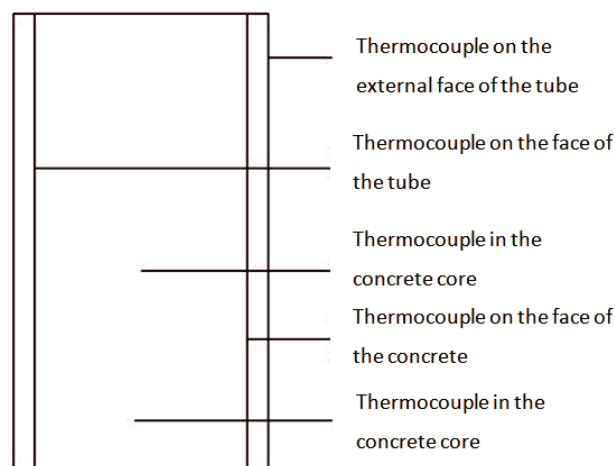 Thermocouple on the
external face of the tube
Thermocouple on the face of
the tube
Thermocouple in the
concrete core
Thermocouple on the face of
the concrete
Thermocouple in the
concrete core